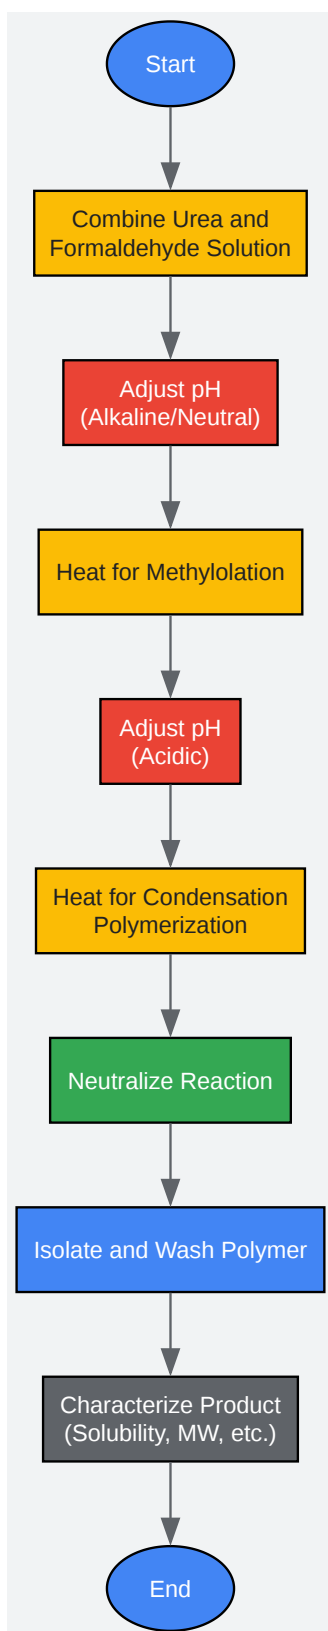 Start
Combine Urea and
Formaldehyde Solution
Adjust pH
(Alkaline/Neutral)
Heat for Methylolation
Adjust pH
(Acidic)
Heat for Condensation
Polymerization
Neutralize Reaction
Isolate and Wash Polymer
Characterize Product
(Solubility, MW, etc.)
End